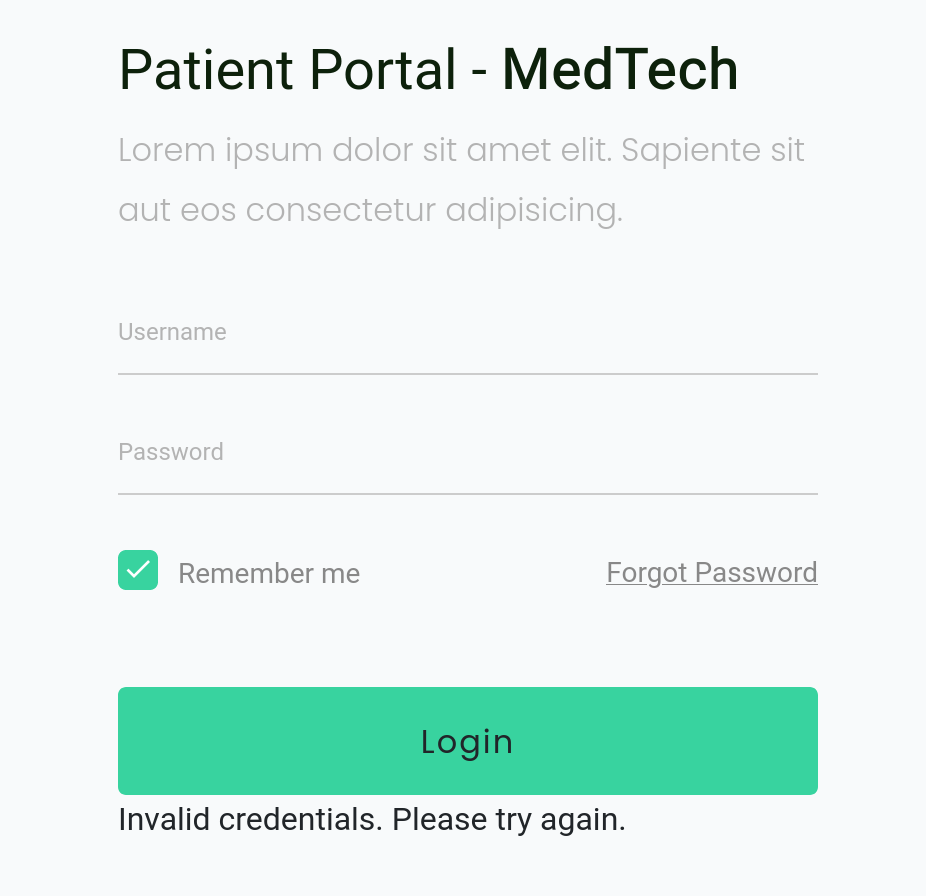 Patient Portal - MedTech
Lorem ipsum dolor sit amet elit. Sapiente sit
aut eos consectetur adipisicing.
Username
Password
Remember me
Forgot Password
Login
Invalid credentials. Please try again.